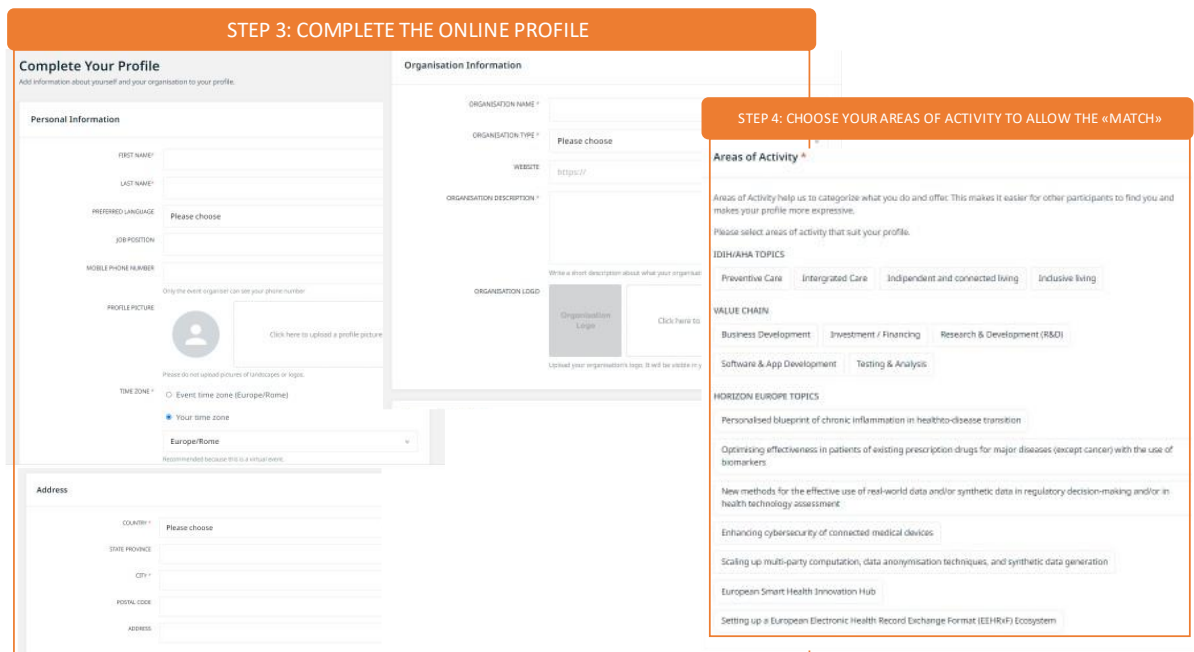 STEP 3: COMPLETE THE ONLINE PROFILE
Complete Your Profile
Add information about yourself and your organisation to your profile.
Personal Information
FIRST NAME*
LAST NAME*
PREFERRED LANGUAGE
Please choose
JOB POSITION
MOBILE PHONE NUMBER
Only the event organiser can see your phone number
PROFILE PICTURE
Click here to upload a profile picture
Please do not upload pictures of landscapes or logos.
TIME ZONE *
Event time zone (Europe/Rome)
Your time zone
Europe/Rome
Recommended because this is a virtual event.
Address
COUNTRY *
Please choose
STATE PROVINCE
CITY *
POSTAL CODE
ADDRESS
Organisation Information
ORGANISATION NAME *
ORGANISATION TYPE *
Please choose
WEBSITE
https://
ORGANISATION DESCRIPTION *
Write a short description about what your organisat
ORGANISATION LOGO
Organisation
Logo
Click here to
Upload your organisation's logo. It will be visible in y
STEP 4: CHOOSE YOUR AREAS OF ACTIVITY TO ALLOW THE «MATCH»
Areas of Activity *
Areas of Activity help us to categorize what you do and offer. This makes it easier for other participants to find you and
makes your profile more expressive.
Please select areas of activity that suit your profile.
IDIH/AHA TOPICS
Preventive Care Intergrated Care Indipendent and connected living Inclusive living
VALUE CHAIN
Business Development Investment / Financing Research & Development (R&D)
Software & App Development Testing & Analysis
HORIZON EUROPE TOPICS
Personalised blueprint of chronic inflammation in healthto-disease transition
Optimising effectiveness in patients of existing prescription drugs for major diseases (except cancer) with the use of
biomarkers
New methods for the effective use of real-world data and/or synthetic data in regulatory decision-making and/or in
health technology assessment
Enhancing cybersecurity of connected medical devices
Scaling up multi-party computation, data anonymisation techniques, and synthetic data generation
European Smart Health Innovation Hub
Setting up a European Electronic Health Record Exchange Format (EEHRxF) Ecosystem